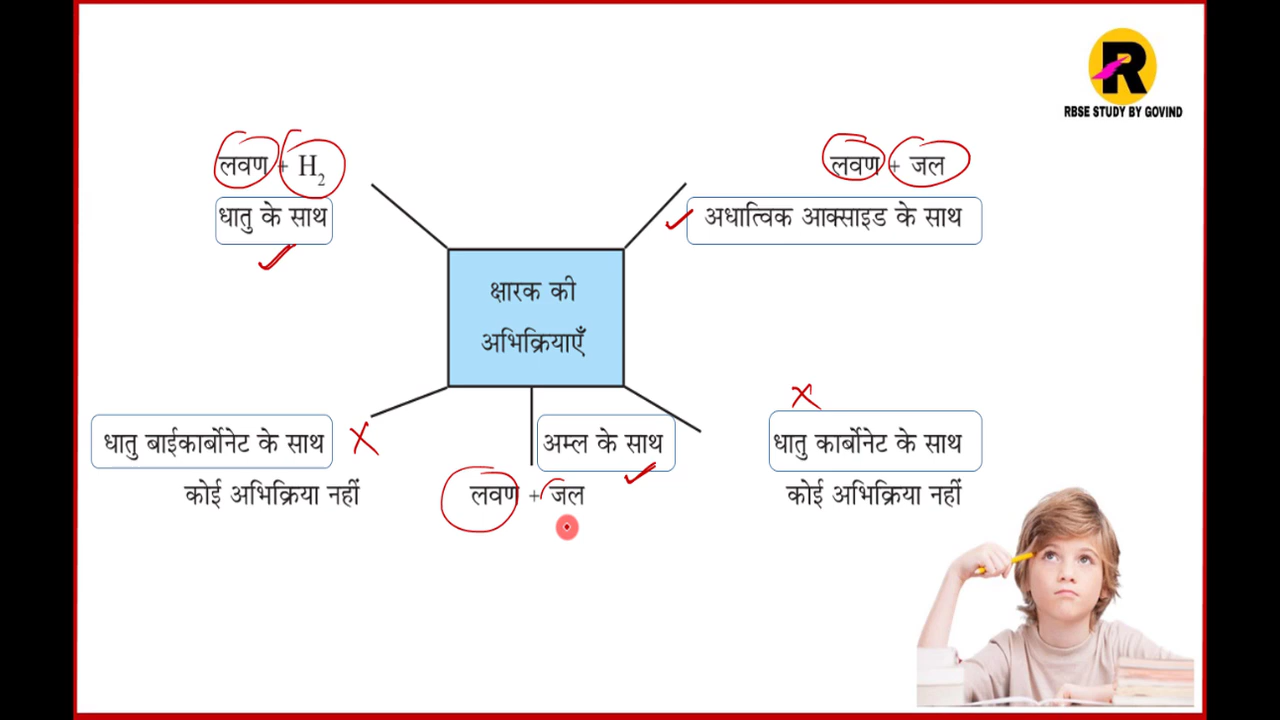 R
RBSE STUDY BY GOVIND
लवण + H₂
धातु के साथ
लवण + जल
अधात्विक आक्साइड के साथ
क्षारक की
अभिक्रियाएँ
धातु बाईकार्बोनेट के साथ
कोई अभिक्रिया नहीं
अम्ल के साथ
लवण + जल
धातु कार्बोनेट के साथ
कोई अभिक्रिया नहीं